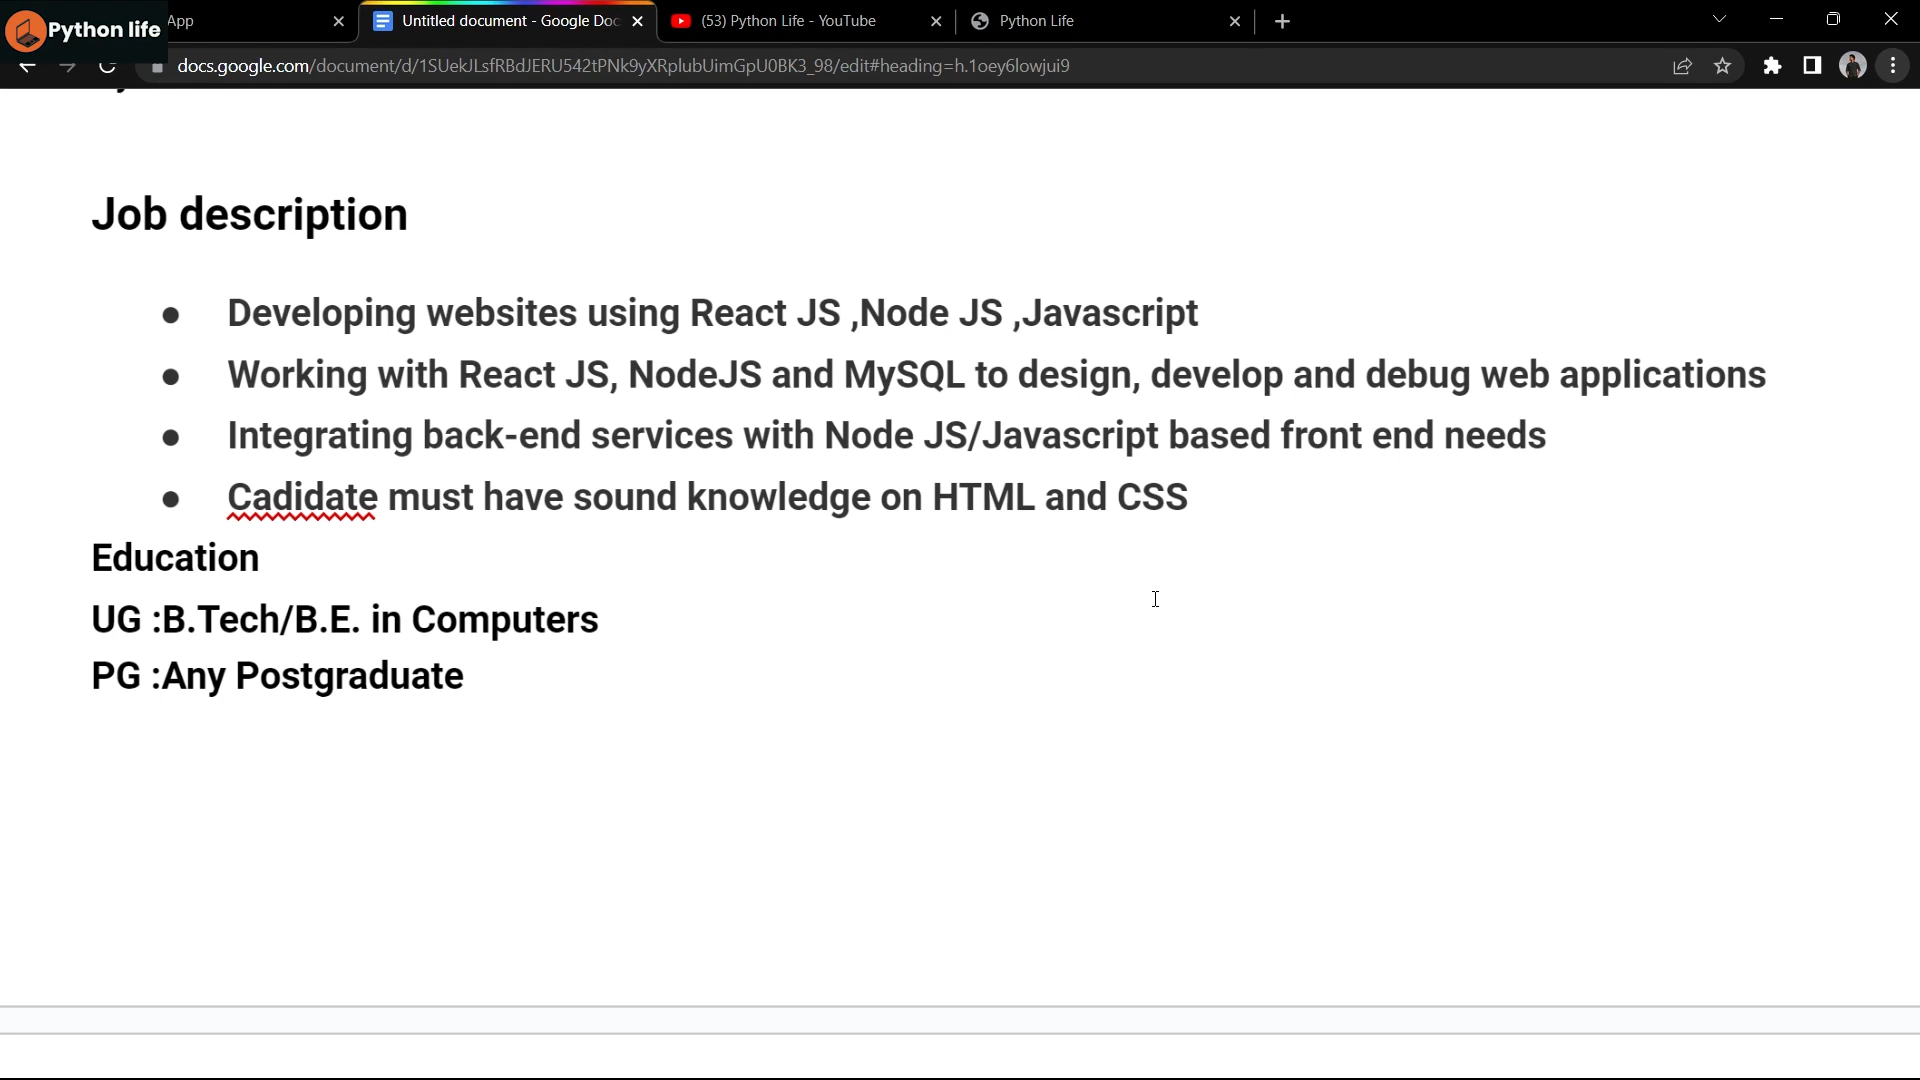 Python life
App
Untitled document - Google Doc
(53) Python Life - YouTube
Python Life
docs.google.com/document/d/1SUekJLsfRBdJERU542tPNk9yXRplubUimGpU0BK3_98/edit#heading=h.1oey6lowjui9
Job description
● Developing websites using React JS ,Node JS ,Javascript
● Working with React JS, NodeJS and MySQL to design, develop and debug web applications
● Integrating back-end services with Node JS/Javascript based front end needs
● Cadidate must have sound knowledge on HTML and CSS
Education
UG :B.Tech/B.E. in Computers
PG :Any Postgraduate